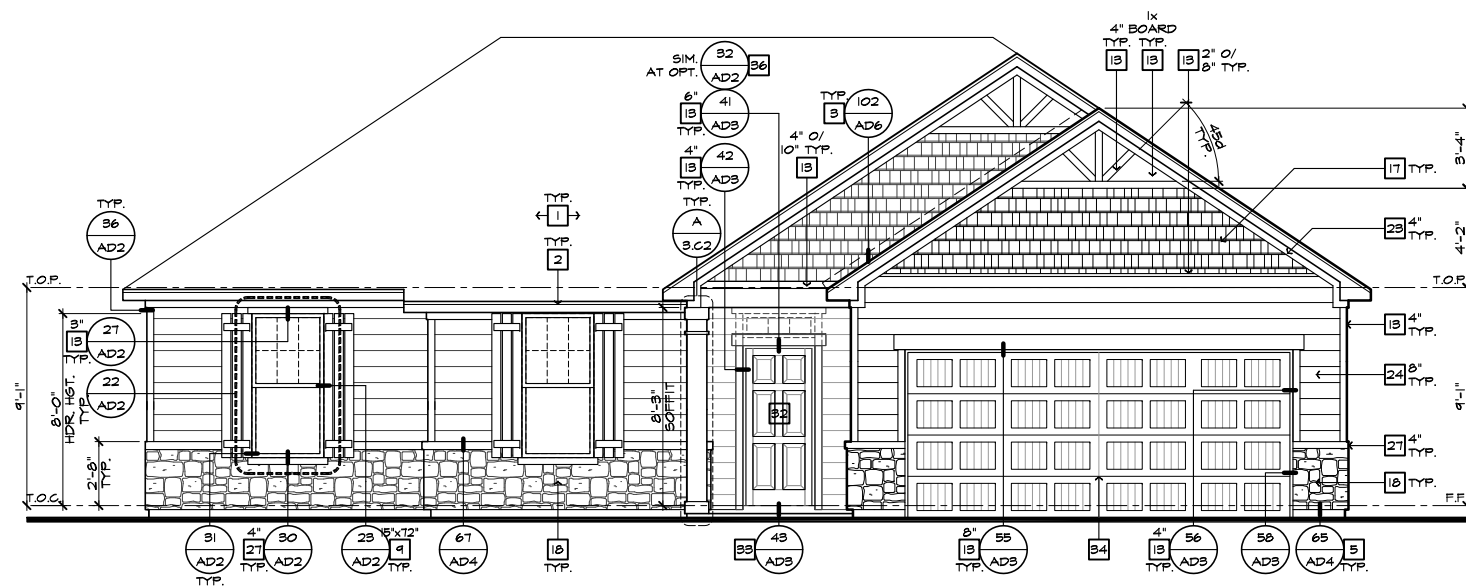 1x
4" BOARD
TYP. TYP.
13 13 13 2" O/
8" TYP.
SIM.
AT OPT.
32
AD2
36
6"
13
TYP.
41
AD3
TYP.
3
102
AD6
4"
13
TYP.
42
AD3
4" O/
10" TYP.
13
45d
TYP.
3'-4"
17 TYP.
TYP.
36
AD2
TYP.
1
TYP.
2
TYP.
A
3.C2
23 4"
TYP.
4'-2"
T.O.P.
T.O.P.
3"
13
TYP.
27
AD2
22
AD2
9'-1"
8'-0"
HDR. HGT.
TYP.
2'-8"
TYP.
8'-3"
SOFFIT
32
13 4"
TYP.
24 8"
TYP.
9'-1"
27 4"
TYP.
18 TYP.
T.O.C.
F.F.
31
AD2
TYP.
4"
27
TYP.
30
AD2
23
AD2
15"x72"
9
TYP.
67
AD4
18
TYP.
33
43
AD3
8"
13
TYP.
55
AD3
34
4"
13
TYP.
56
AD3
58
AD3
65
AD4
5
TYP.